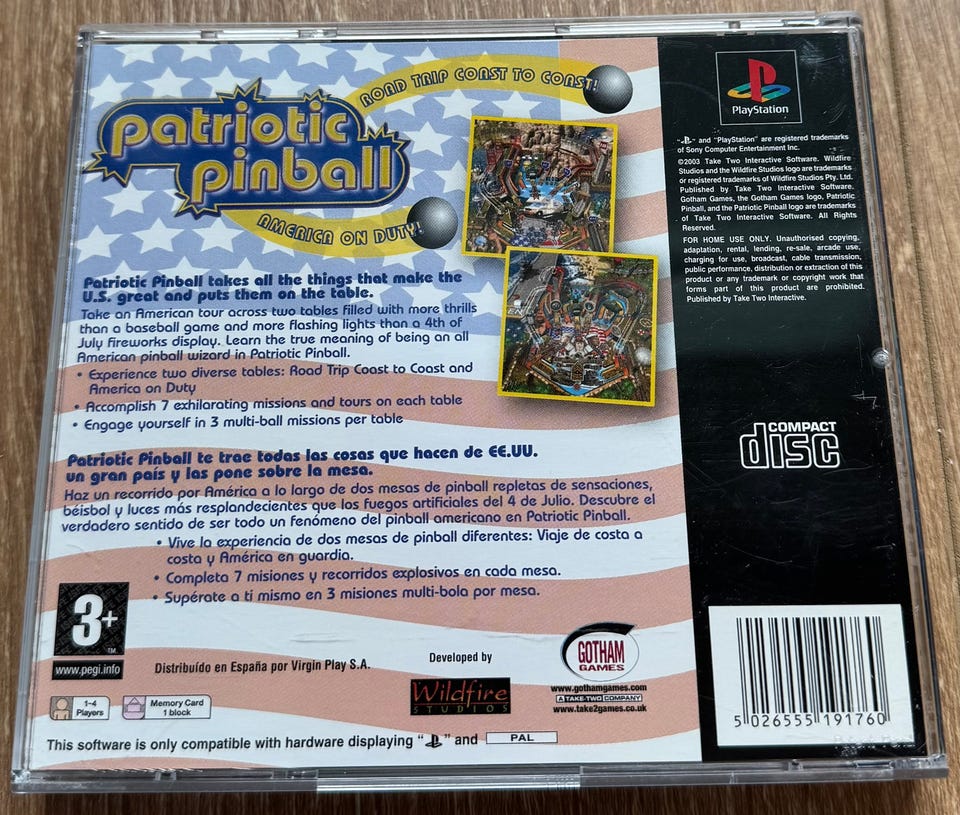 ROAD TRIP COAST TO COAST!
patriotic
pinball
AMERICA ON DUTY!
Patriotic Pinball takes all the things that make the
U.S. great and puts them on the table.
Take an American tour across two tables filled with more thrills
than a baseball game and more flashing lights than a 4th of
July fireworks display. Learn the true meaning of being an all
American pinball wizard in Patriotic Pinball.
• Experience two diverse tables: Road Trip Coast to Coast and
America on Duty
• Accomplish 7 exhilarating missions and tours on each table
• Engage yourself in 3 multi-ball missions per table
Patriotic Pinball te trae todas las cosas que hacen de EE.UU.
un gran país y las pone sobre la mesa.
Haz un recorrido por América a lo largo de dos mesas de pinball repletas de sensaciones,
béisbol y luces más resplandecientes que los fuegos artificiales del 4 de Julio. Descubre el
verdadero sentido de ser todo un fenómeno del pinball americano en Patriotic Pinball.
• Vive la experiencia de dos mesas de pinball diferentes: Viaje de costa a
costa y América en guardia.
• Completa 7 misiones y recorridos explosivos en cada mesa.
• Supérate a ti mismo en 3 misiones multi-bola por mesa.
3+
TM
www.pegi.info
Distribuído en España por Virgin Play S.A.
Developed by
Wildfire
STUDIOS
GOTHAM
GAMES
www.gothamgames.com
A TAKE-TWO COMPANY
www.take2games.co.uk
1-4
Players
Memory Card
1 block
This software is only compatible with hardware displaying " " and PAL
PlayStation
" " and "PlayStation" are registered trademarks
of Sony Computer Entertainment Inc.
©2003 Take Two Interactive Software. Wildfire
Studios and the Wildfire Studios logo are trademarks
or registered trademarks of Wildfire Studios Pty. Ltd.
Published by Take Two Interactive Software.
Gotham Games, the Gotham Games logo, Patriotic
Pinball, and the Patriotic Pinball logo are trademarks
of Take Two Interactive Software. All Rights
Reserved.
FOR HOME USE ONLY. Unauthorised copying,
adaptation, rental, lending, re-sale, arcade use,
charging for use, broadcast, cable transmission,
public performance, distribution or extraction of this
product or any trademark or copyright work that
forms part of this product are prohibited.
Published by Take Two Interactive.
COMPACT
disc
5 026555 191760